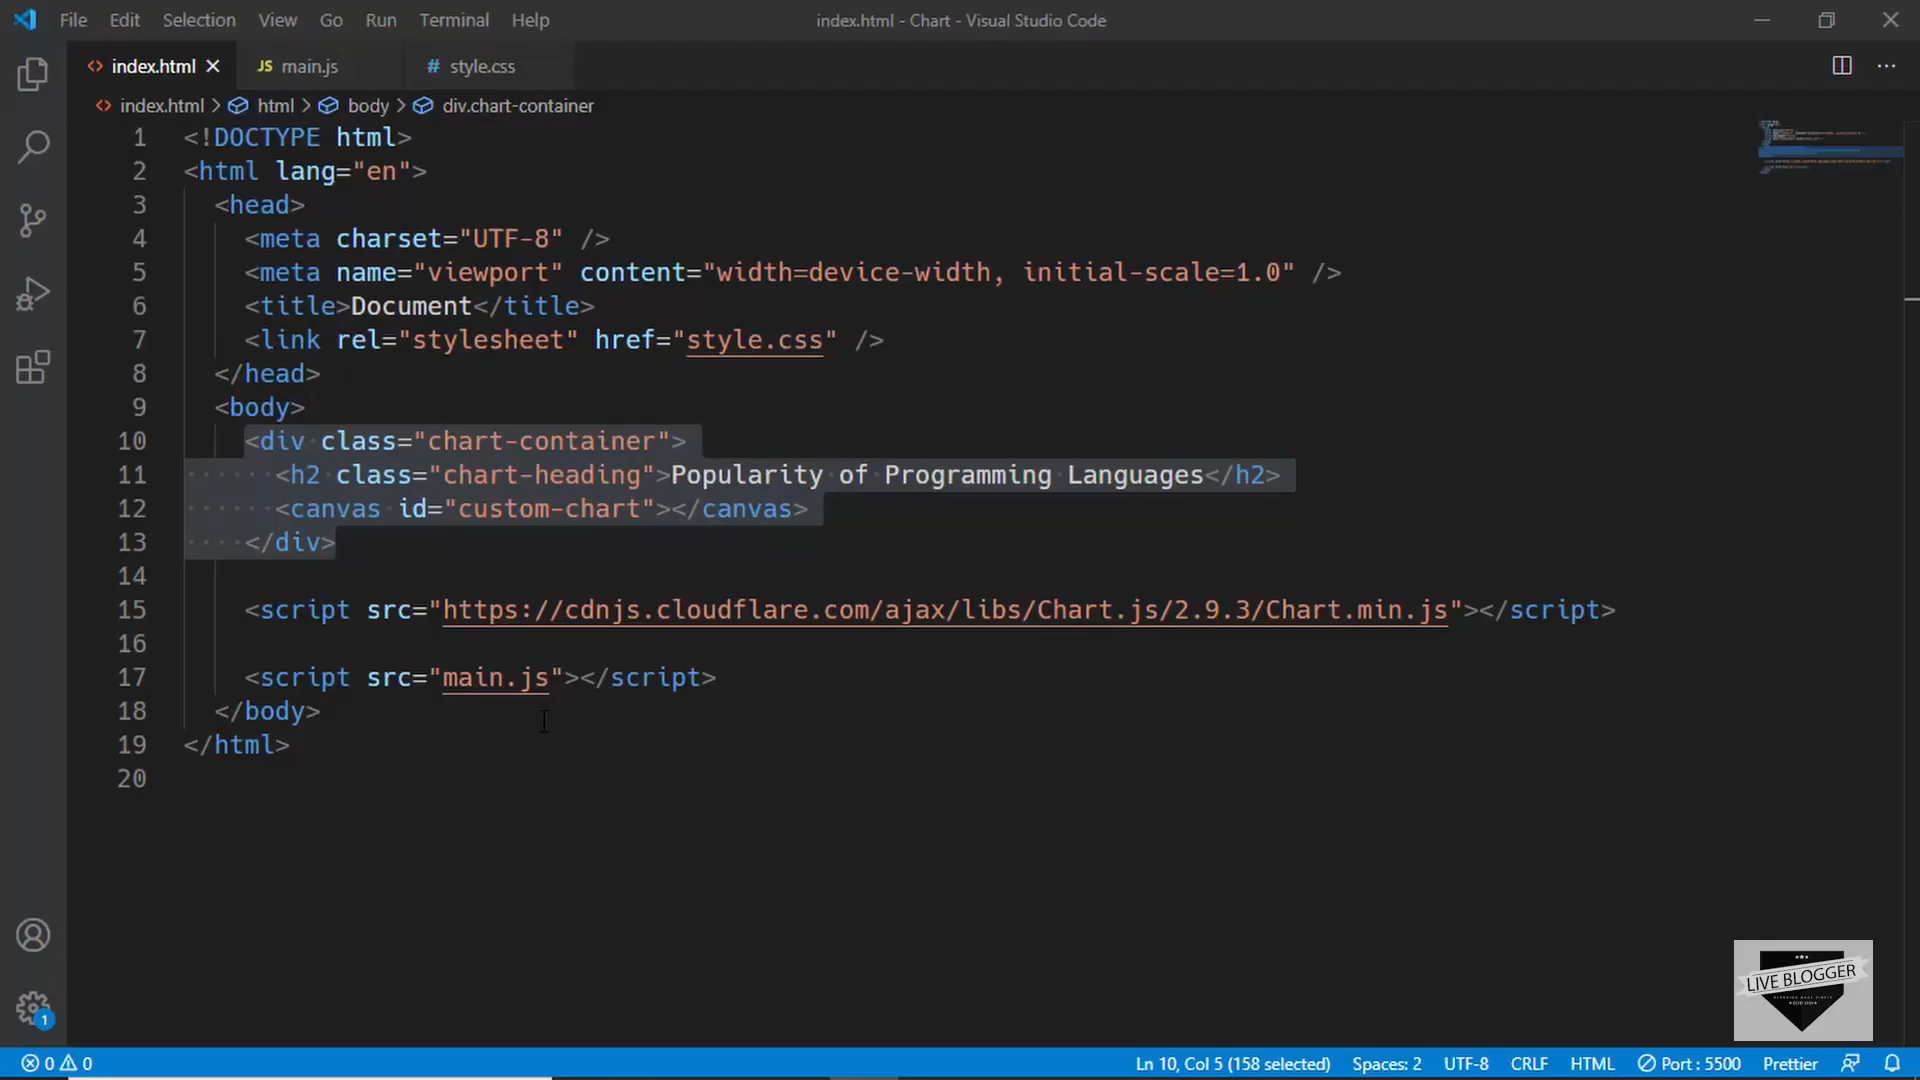 File Edit Selection View Go Run Terminal Help index.html - Chart - Visual Studio Code
index.html JS main.js # style.css
index.html > html > body > div.chart-container
1 <!DOCTYPE html>
2 <html lang="en">
3 <head>
4 <meta charset="UTF-8" />
5 <meta name="viewport" content="width=device-width, initial-scale=1.0" />
6 <title>Document</title>
7 <link rel="stylesheet" href="style.css" />
8 </head>
9 <body>
10 <div class="chart-container">
11 <h2 class="chart-heading">Popularity of Programming Languages</h2>
12 <canvas id="custom-chart"></canvas>
13 </div>
14
15 <script src="https://cdnjs.cloudflare.com/ajax/libs/Chart.js/2.9.3/Chart.min.js"></script>
16
17 <script src="main.js"></script>
18 </body>
19 </html>
20
LIVE BLOGGER
1
0 0 Ln 10, Col 5 (158 selected) Spaces: 2 UTF-8 CRLF HTML Port : 5500 Prettier